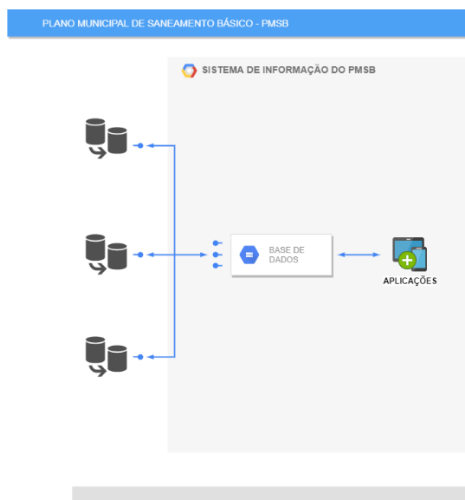 PLANO MUNICIPAL DE SANEAMENTO BÁSICO - PMSB
SISTEMA DE INFORMAÇÃO DO PMSB
BASE DE
DADOS
APLICAÇÕES